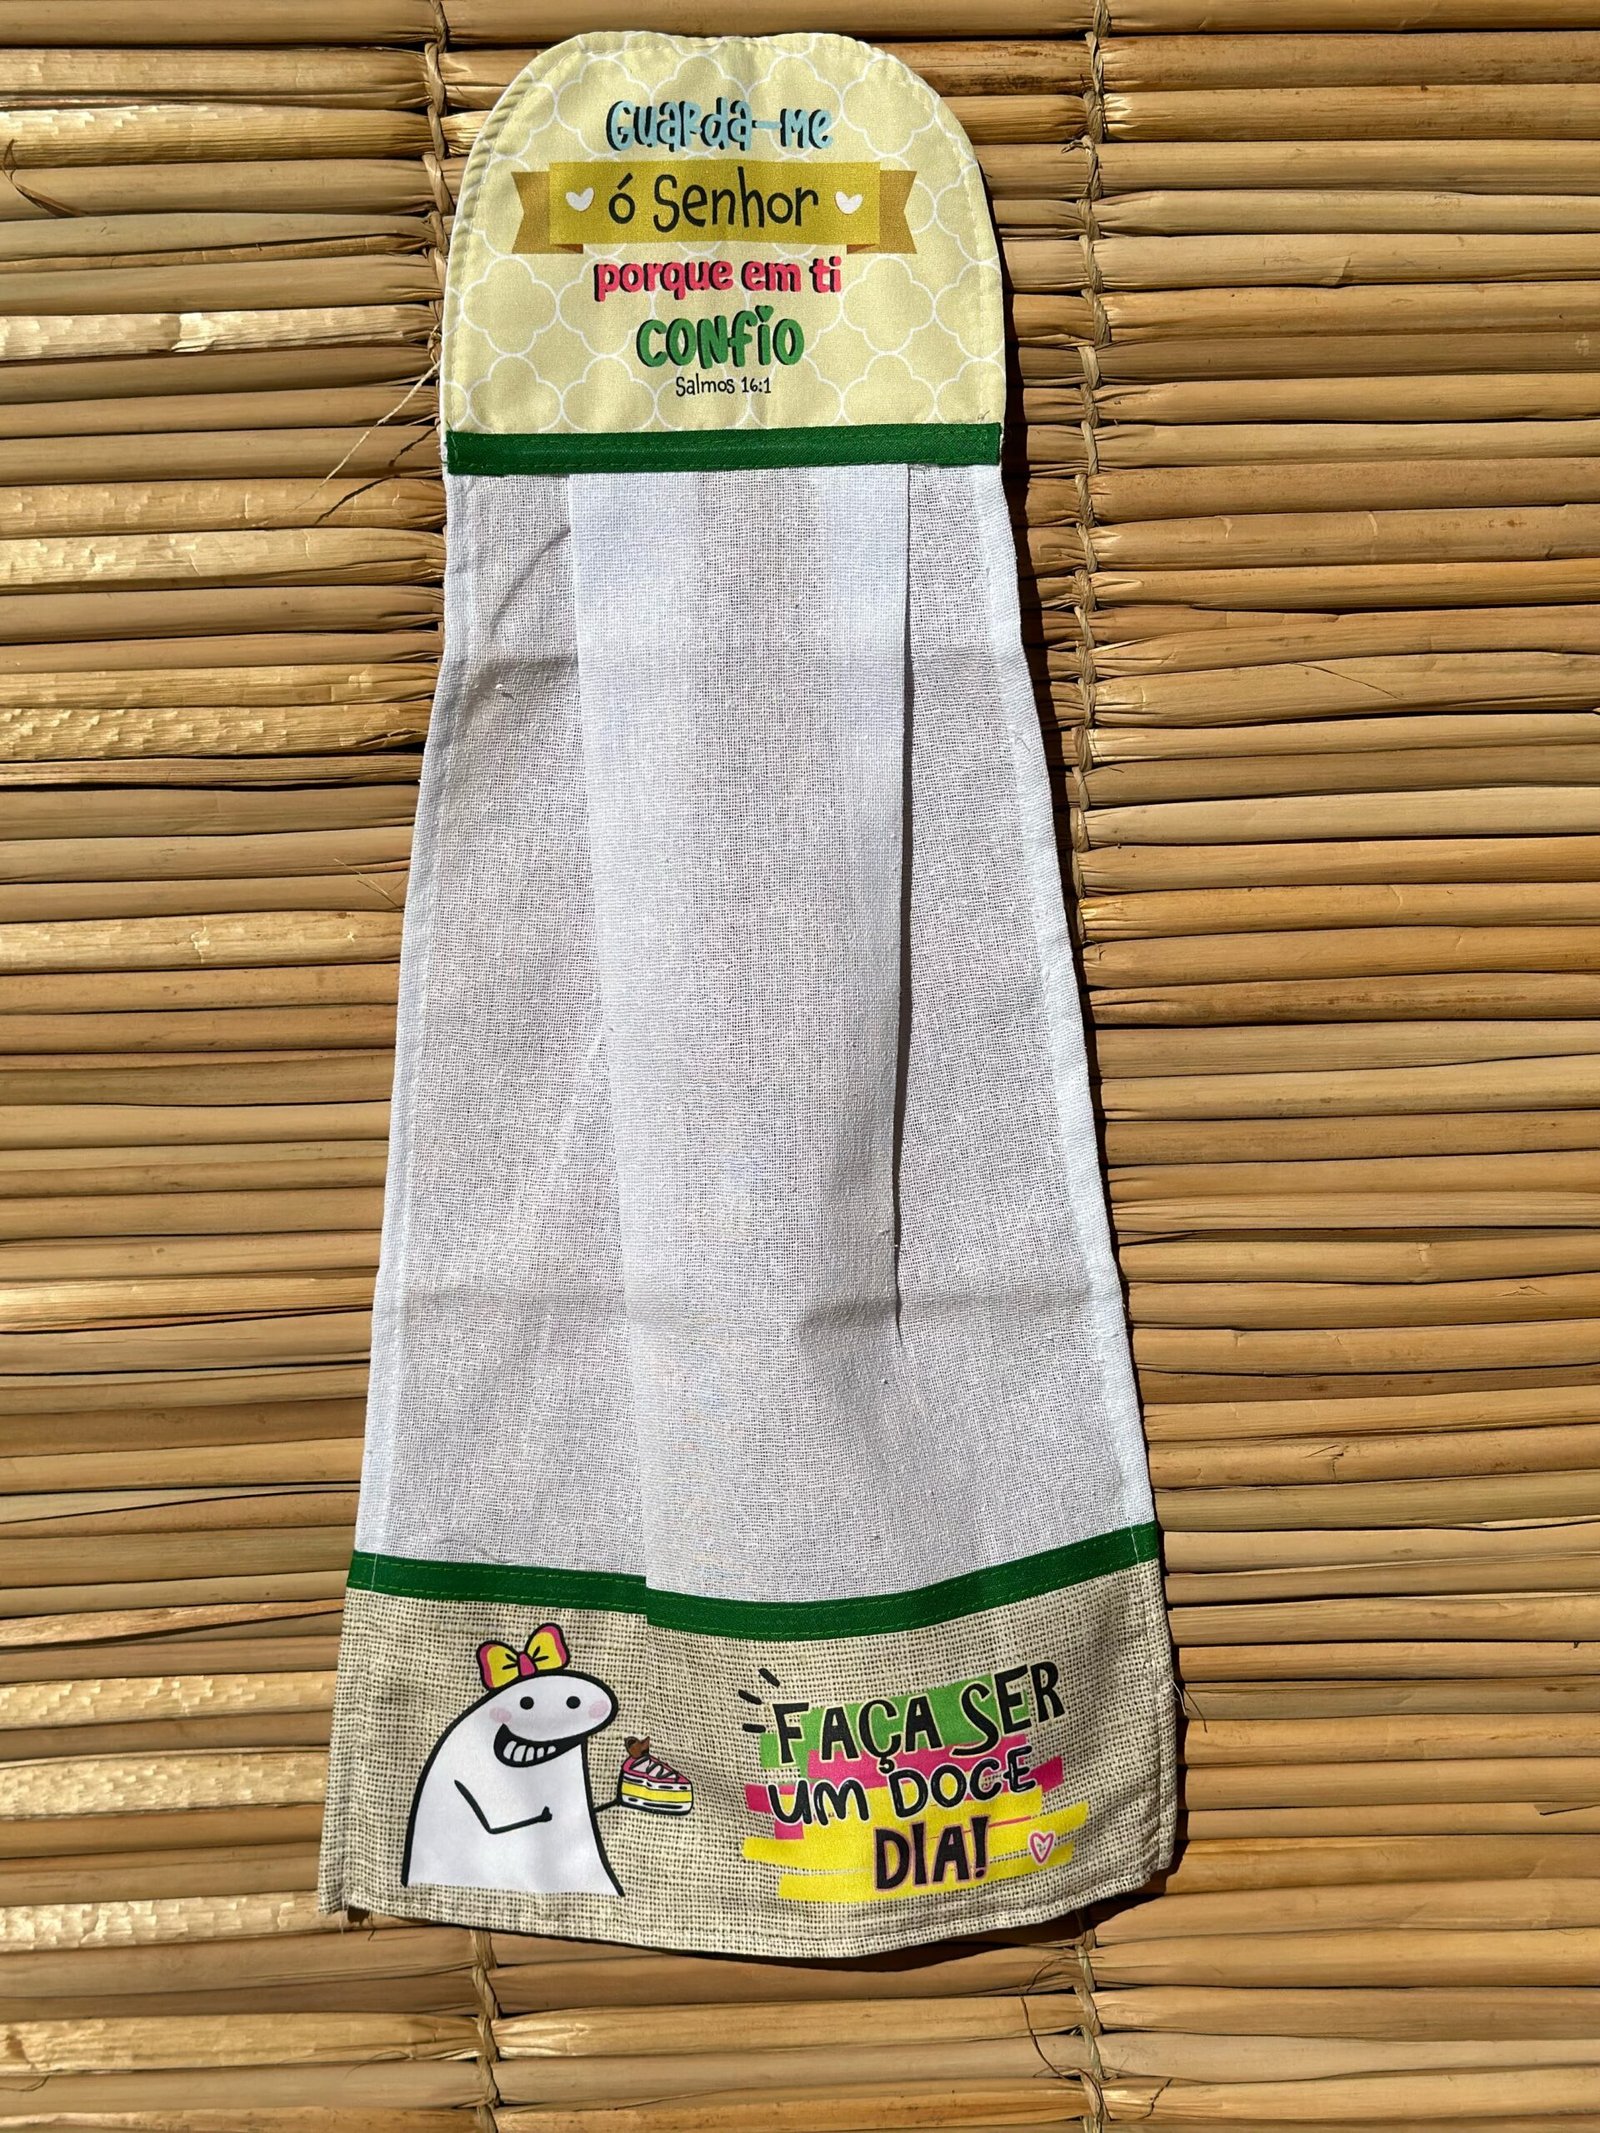 Guarda-me
ó Senhor
porque em ti
confio
Salmos 16:1
FAÇA SER
UM DOCE
DIA!